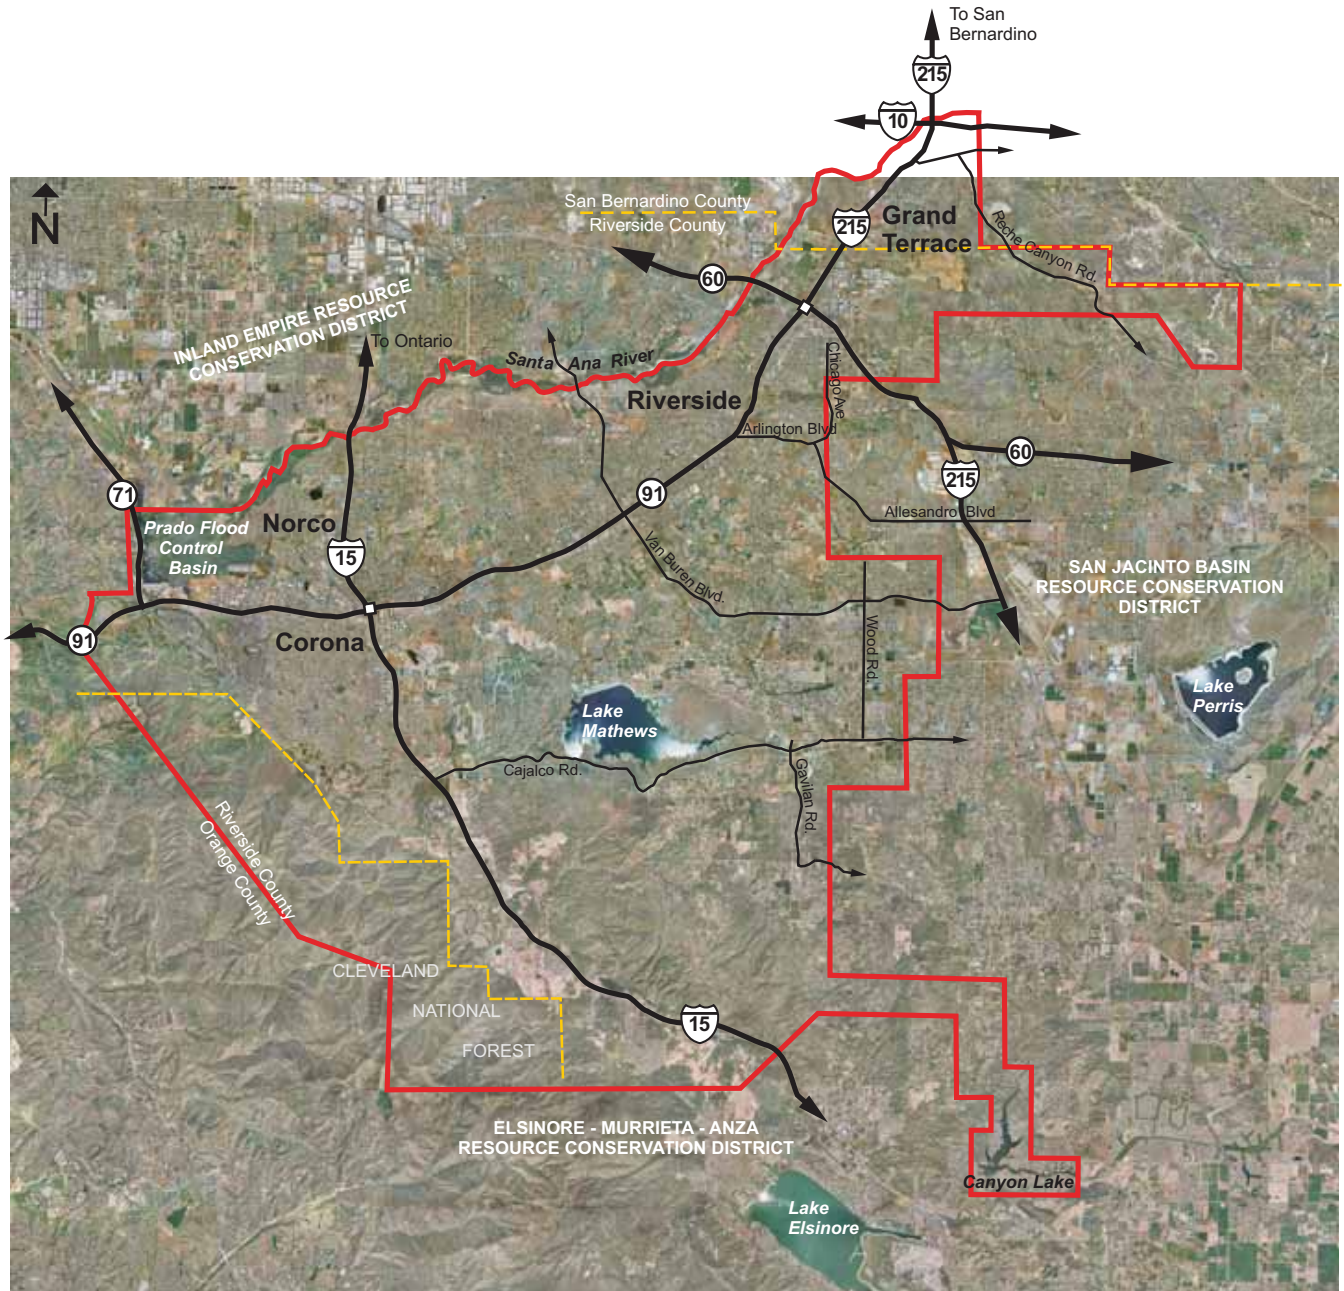 To San
Bernardino
215
10
N
San Bernardino County
Riverside County
215
Grand
Terrace
Reche Canyon Rd.
60
INLAND EMPIRE RESOURCE
CONSERVATION DISTRICT
To Ontario
Santa Ana River
Chicago Ave
Riverside
Arlington Blvd
60
215
71
91
Allesandro Blvd
Prado Flood
Control
Basin
Norco
15
Van Buren Blvd.
SAN JACINTO BASIN
RESOURCE CONSERVATION
DISTRICT
91
Corona
Wood Rd.
Lake
Perris
Lake
Mathews
Cajalco Rd.
Gavilan Rd.
Riverside County
Orange County
CLEVELAND
NATIONAL
FOREST
15
ELSINORE - MURRIETA - ANZA
RESOURCE CONSERVATION DISTRICT
Canyon Lake
Lake
Elsinore